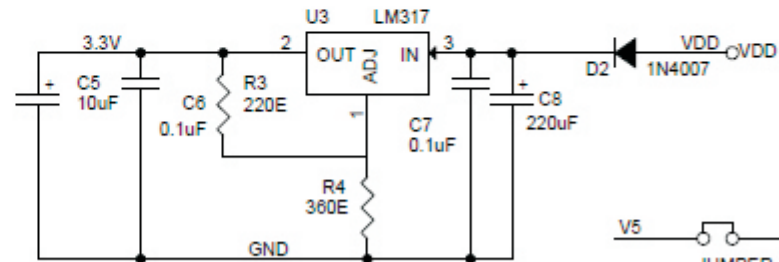 U3 LM317
3.3V 2 OUT ADJ IN 3 VDD VDD
D2 1N4007
C5
10uF
C6
0.1uF
R3
220E
1
C7
0.1uF
C8
220uF
R4
360E
GND
V5
+
+